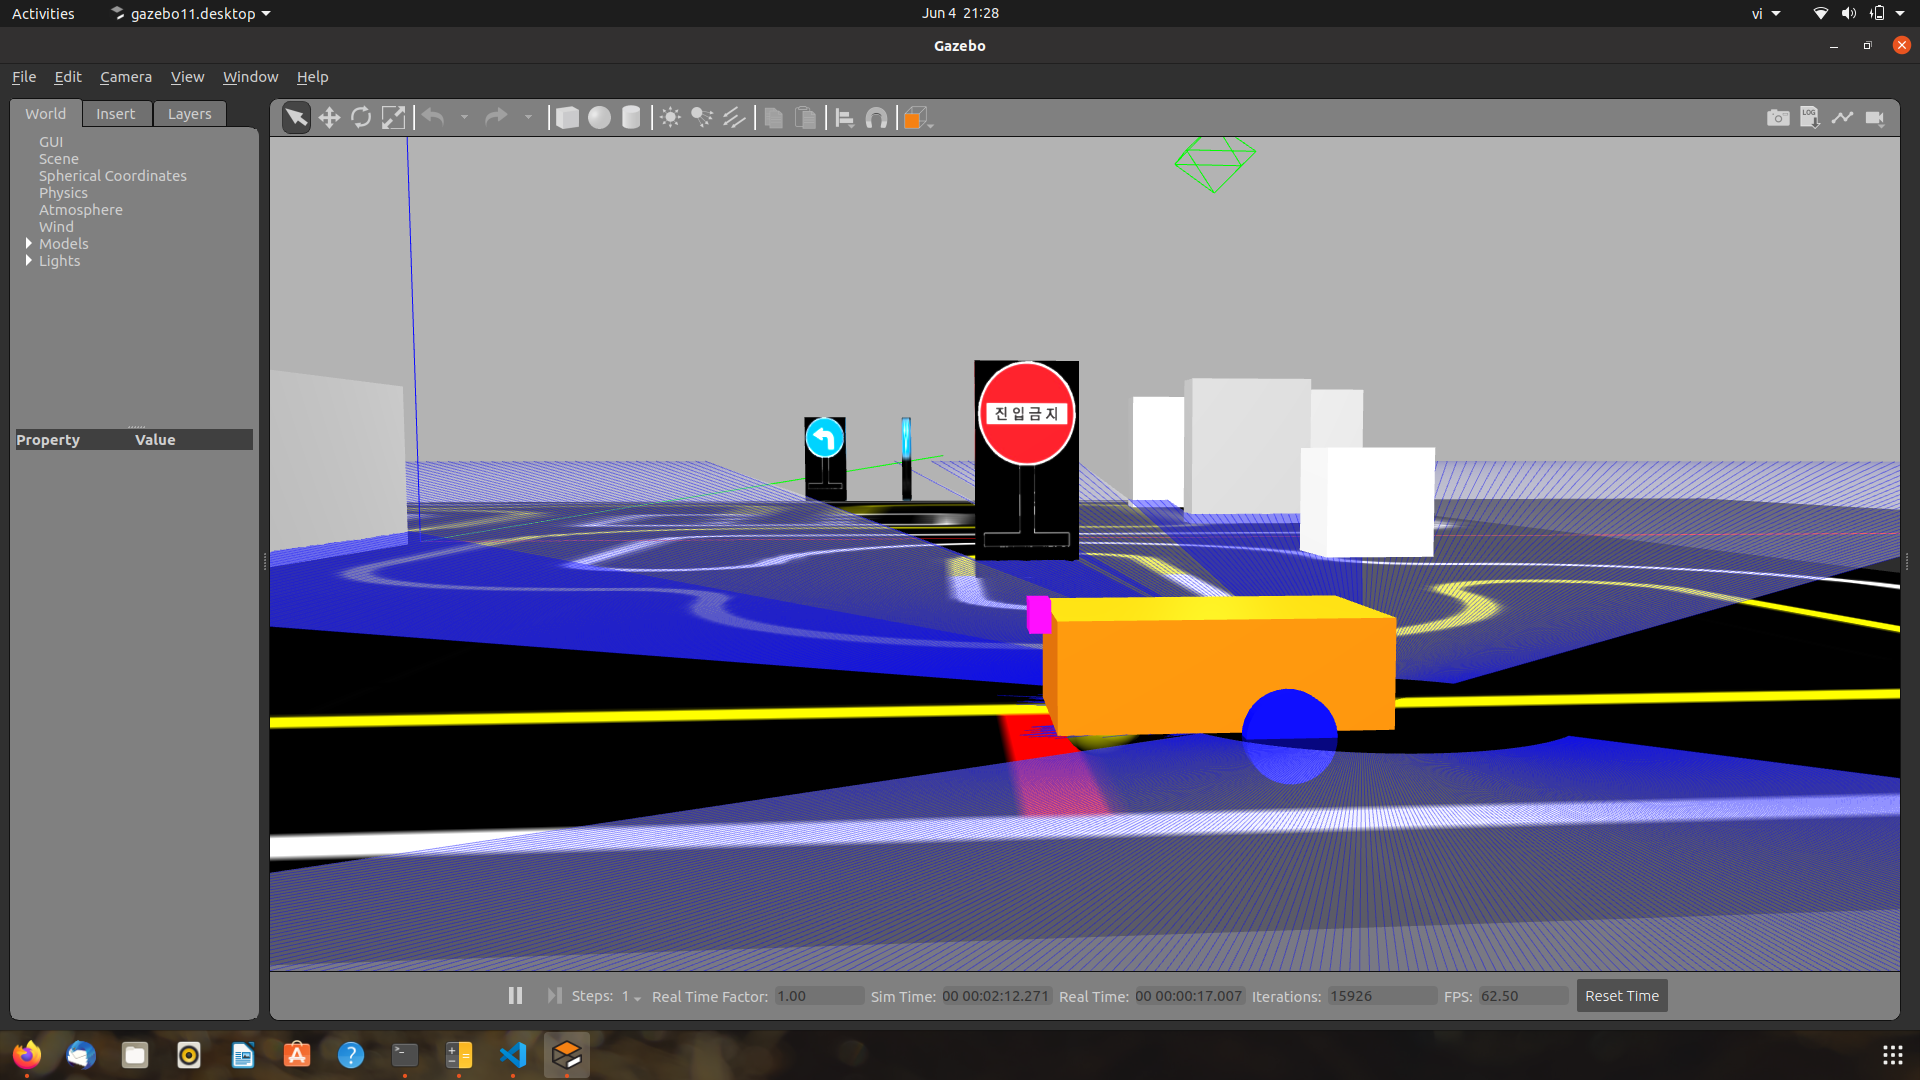 Activities
gazebo11.desktop
Jun 4 21:28
vi
Gazebo
File Edit Camera View Window Help
World Insert Layers
GUI
Scene
Spherical Coordinates
Physics
Atmosphere
Wind
Models
Lights
Property Value
LOG
진입금지
Steps: 1 Real Time Factor: 1.00 Sim Time: 00 00:02:12.271 Real Time: 00 00:00:17.007 Iterations: 15926 FPS: 62.50 Reset Time